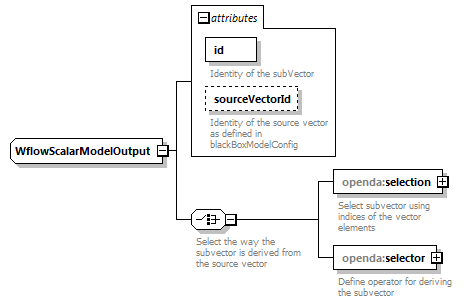 attributes
id
Identity of the subVector
sourceVectorId
Identity of the source vector
as defined in
blackBoxModelConfig
WflowScalarModelOutput
Select the way the
subvector is derived from
the source vector
openda:selection
Select subvector using
indices of the vector
elements
openda:selector
Define operator for deriving
the subvector